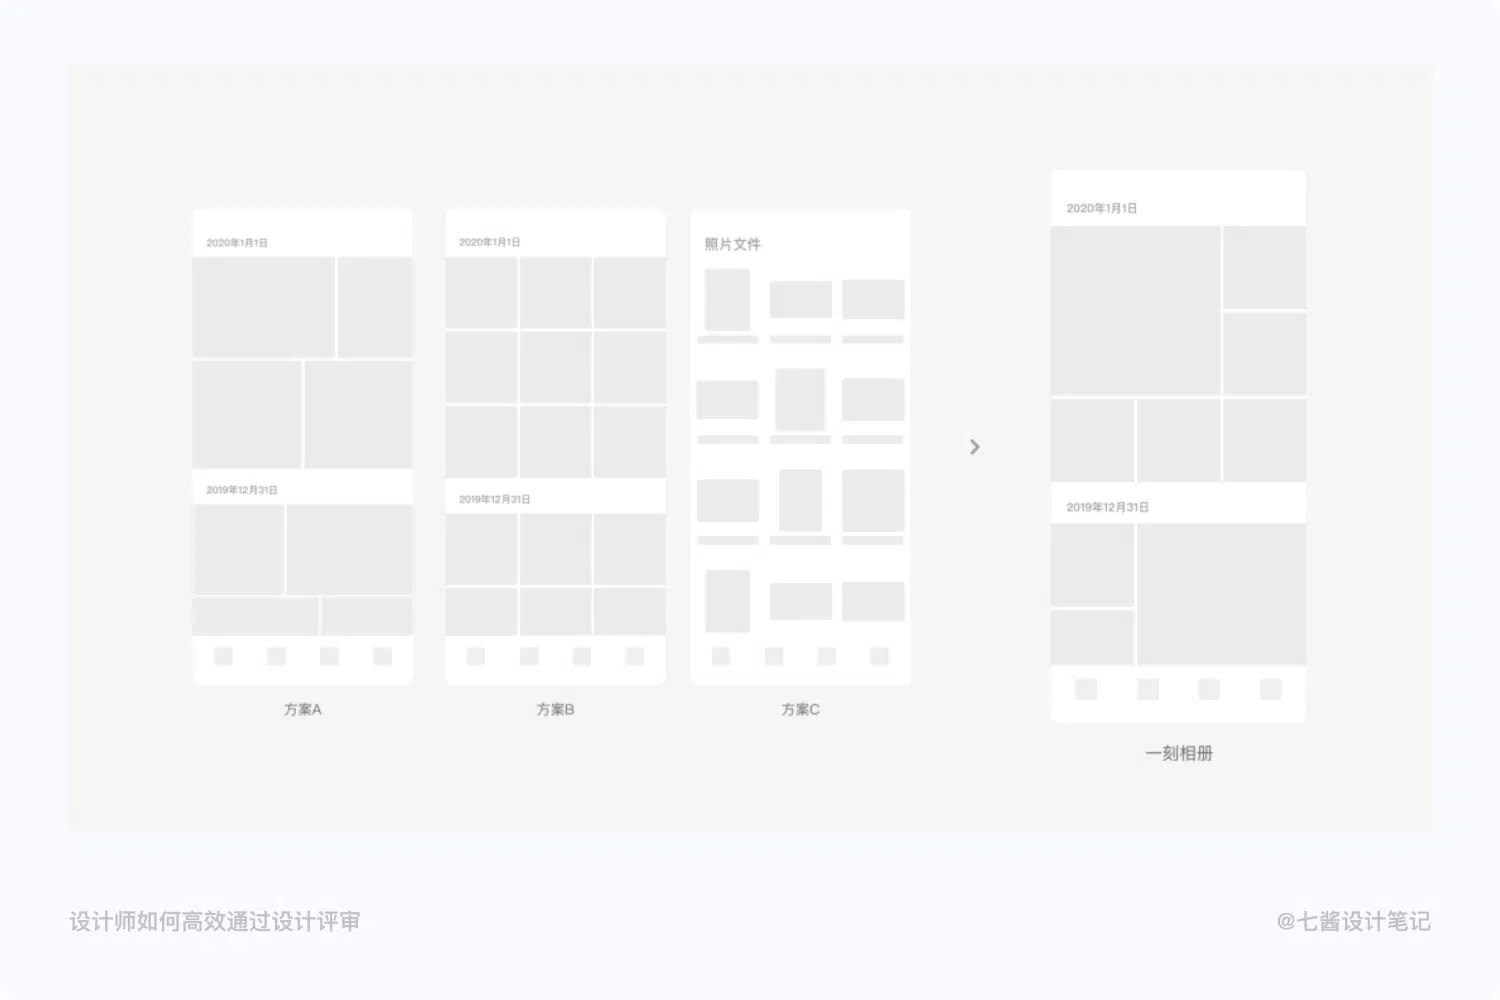 2020年1月1日
2019年12月31日
方案A
2020年1月1日
2019年12月31日
方案B
照片文件
方案C
2020年1月1日
2019年12月31日
一刻相册
设计师如何高效通过设计评审
@七酱设计笔记